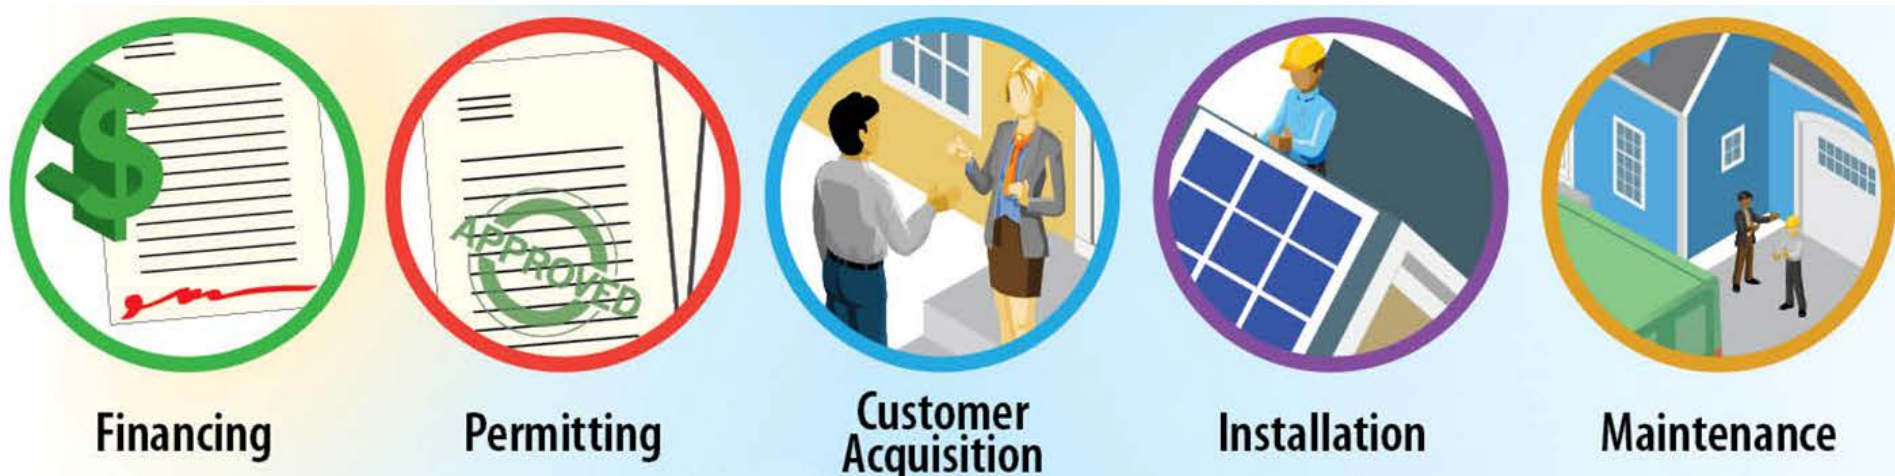 $
APPROVED
Financing
Permitting
Customer
Acquisition
Installation
Maintenance